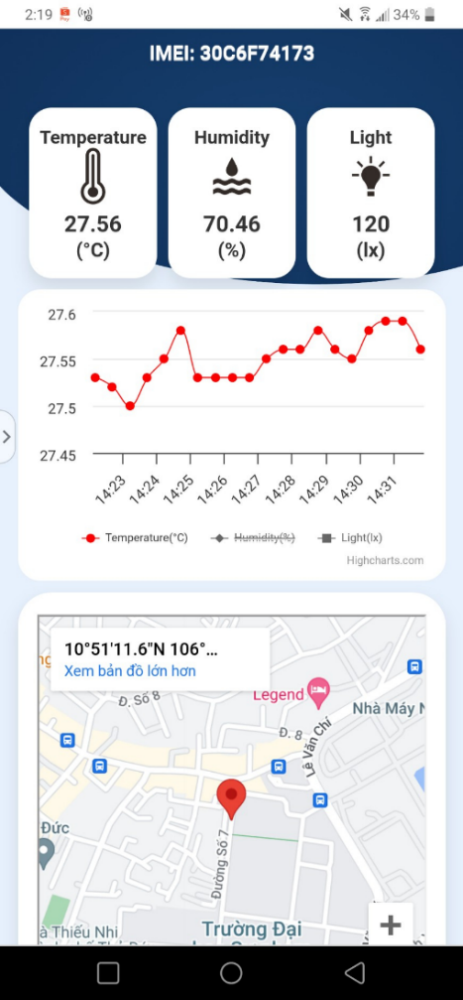 2:19 34%
IMEI: 30C6F74173
Temperature Humidity Light
27.56 70.46 120
(°C) (%) (lx)
27.6
27.55
27.5
27.45
14:23 14:24 14:25 14:26 14:27 14:28 14:29 14:30 14:31
Temperature(°C) Humidity(%) Light(lx)
Highcharts.com
10°51'11.6"N 106°...
Xem bản đồ lớn hơn
Đ. Số 8
Legend
Nhà Máy N
Đ. 8
Lê Văn Chí
Đức
Đường Số 7
à Thiếu Nhi
Trường Đại
+